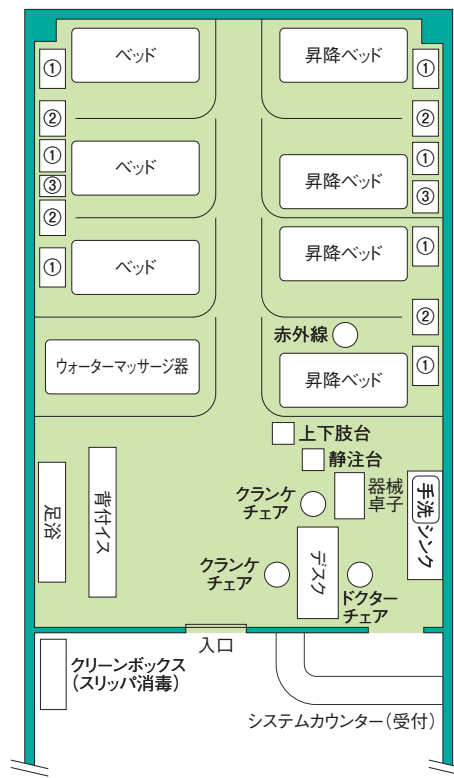 ベッド
昇降ベッド
①
①
②
②
①
①
ベッド
昇降ベッド
③
③
②
ベッド
昇降ベッド
①
①
②
赤外線
ウォーターマッサージ器
昇降ベッド
①
上下肢台
静注台
器械
卓子
手洗シンク
クランケ
チェア
足浴
背付イス
デスク
クランケ
チェア
ドクター
チェア
入口
クリーンボックス
(スリッパ消毒)
システムカウンター(受付)